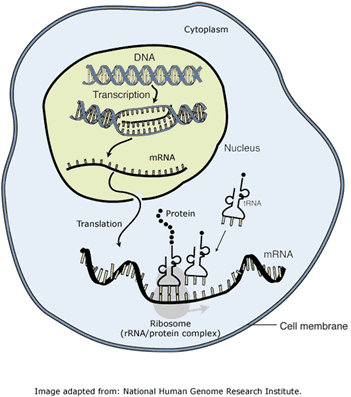 Cytoplasm
DNA
Transcription
mRNA
Nucleus
tRNA
Translation
Protein
mRNA
Ribosome
(rRNA/protein complex)
Cell membrane
Image adapted from: National Human Genome Research Institute.